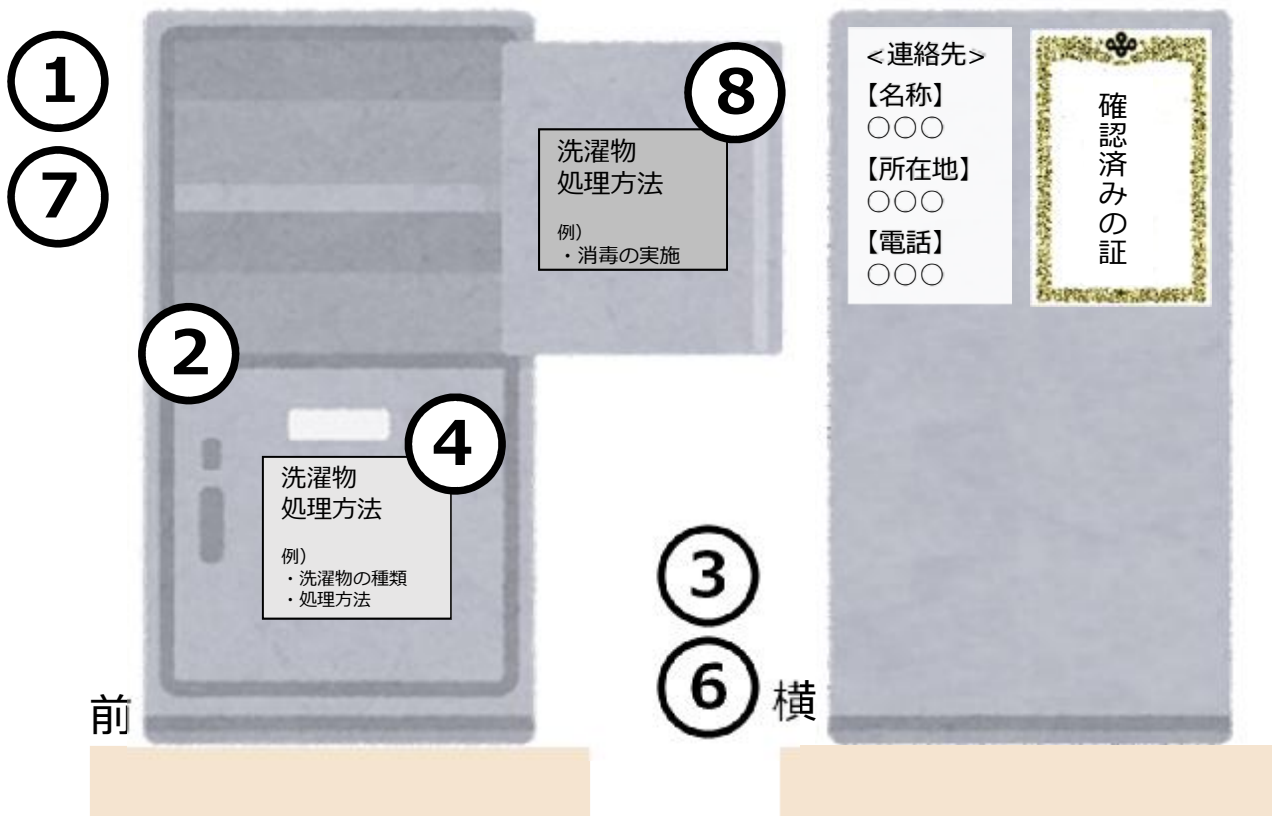 ①
⑦
②
⑧
洗濯物
処理方法
例）
・消毒の実施
④
洗濯物
処理方法
例）
・洗濯物の種類
・処理方法
前
③
⑥
横
<連絡先>
【名称】
○○○
【所在地】
○○○
【電話】
○○○
確認済みの証